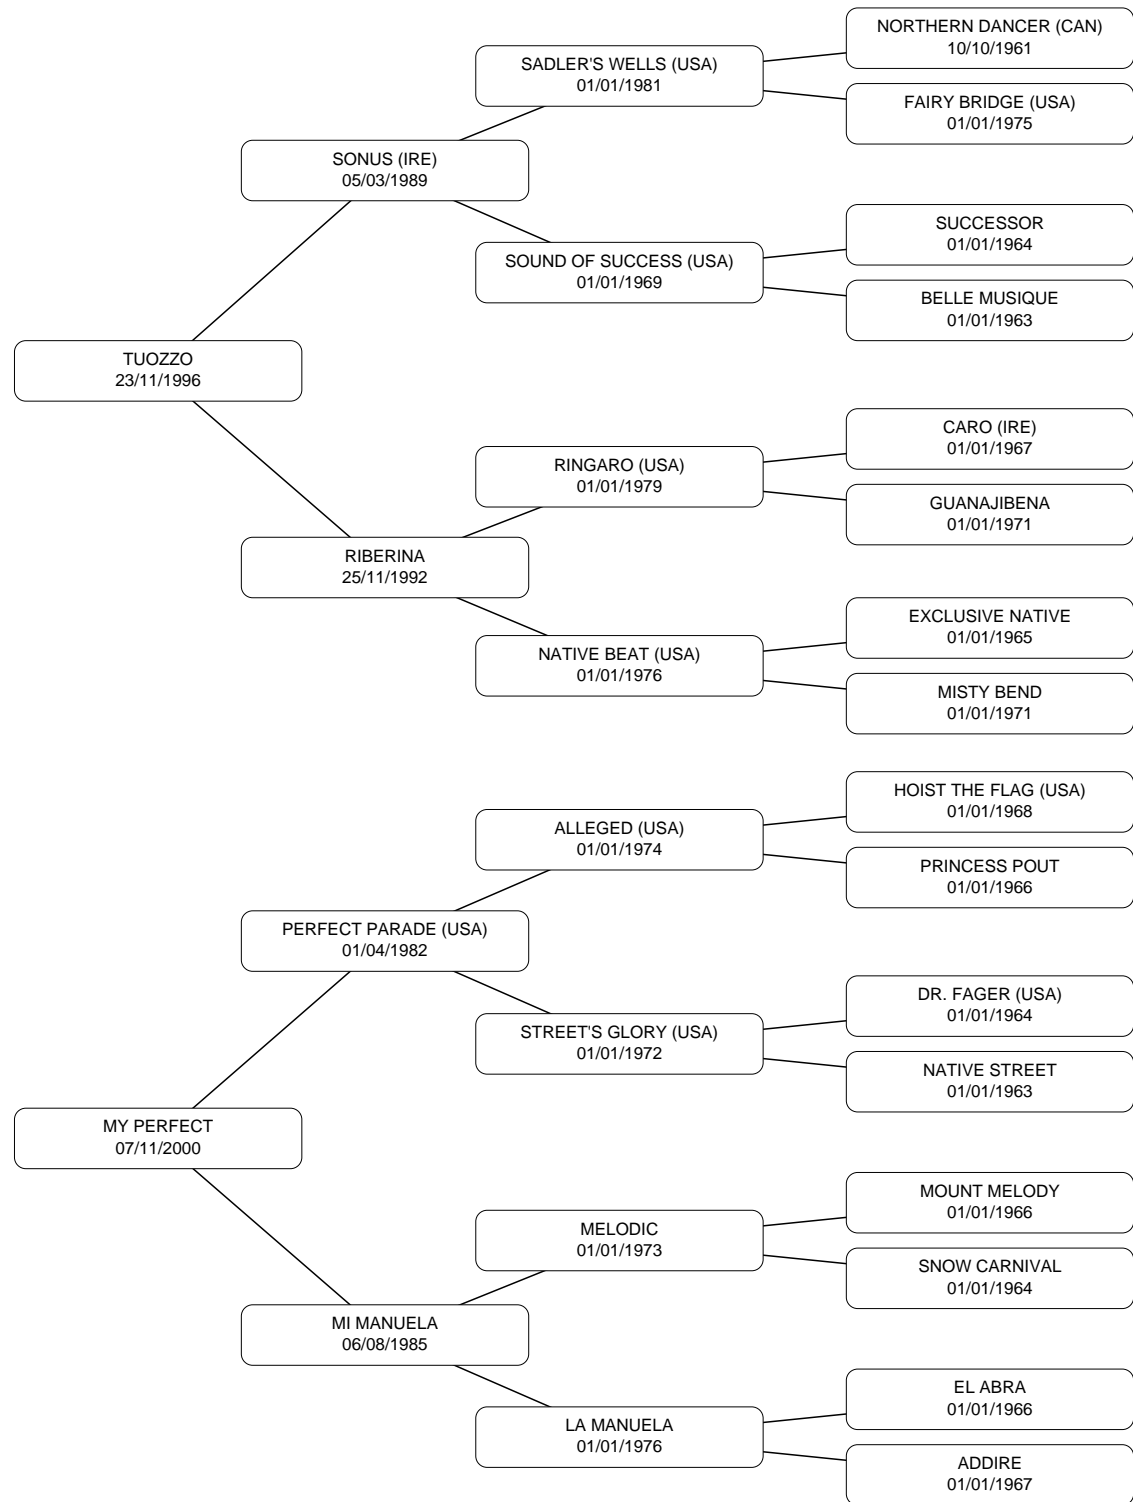 NORTHERN DANCER (CAN)
10/10/1961
SADLER'S WELLS (USA)
01/01/1981
FAIRY BRIDGE (USA)
01/01/1975
SONUS (IRE)
05/03/1989
SUCCESSOR
01/01/1964
SOUND OF SUCCESS (USA)
01/01/1969
BELLE MUSIQUE
01/01/1963
TUOZZO
23/11/1996
CARO (IRE)
01/01/1967
RINGARO (USA)
01/01/1979
GUANAJIBENA
01/01/1971
RIBERINA
25/11/1992
EXCLUSIVE NATIVE
01/01/1965
NATIVE BEAT (USA)
01/01/1976
MISTY BEND
01/01/1971
HOIST THE FLAG (USA)
01/01/1968
ALLEGED (USA)
01/01/1974
PRINCESS POUT
01/01/1966
PERFECT PARADE (USA)
01/04/1982
DR. FAGER (USA)
01/01/1964
STREET'S GLORY (USA)
01/01/1972
NATIVE STREET
01/01/1963
MY PERFECT
07/11/2000
MOUNT MELODY
01/01/1966
MELODIC
01/01/1973
SNOW CARNIVAL
01/01/1964
MI MANUELA
06/08/1985
EL ABRA
01/01/1966
LA MANUELA
01/01/1976
ADDIRE
01/01/1967